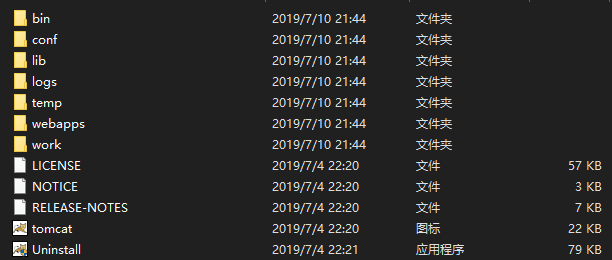 bin 2019/7/10 21:44 文件夹
conf 2019/7/10 21:44 文件夹
lib 2019/7/10 21:44 文件夹
logs 2019/7/10 21:44 文件夹
temp 2019/7/10 21:44 文件夹
webapps 2019/7/10 21:44 文件夹
work 2019/7/10 21:44 文件夹
LICENSE 2019/7/4 22:20 文件 57 KB
NOTICE 2019/7/4 22:20 文件 3 KB
RELEASE-NOTES 2019/7/4 22:20 文件 7 KB
tomcat 2019/7/4 22:20 图标 22 KB
Uninstall 2019/7/4 22:21 应用程序 79 KB